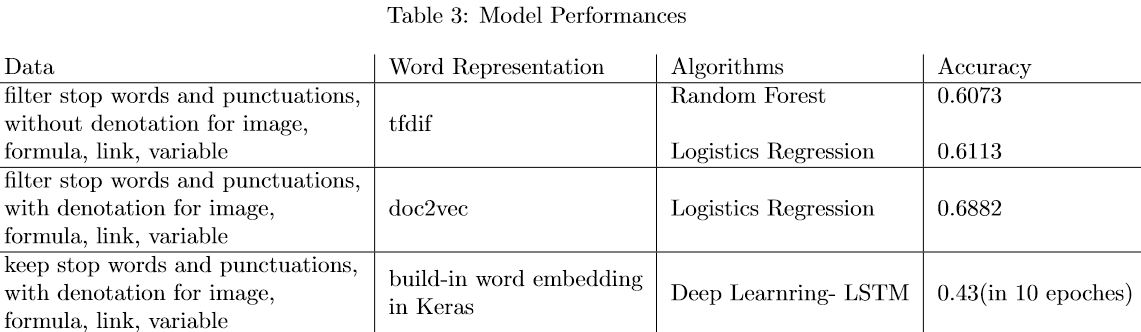 Table 3: Model Performances
Data Word Representation Algorithms Accuracy
filter stop words and punctuations, Random Forest 0.6073
without denotation for image, tfdif
formula, link, variable Logistics Regression 0.6113
filter stop words and punctuations,
with denotation for image, doc2vec Logistics Regression 0.6882
formula, link, variable
keep stop words and punctuations,
build-in word embedding
with denotation for image, Deep Learnring- LSTM 0.43(in 10 epoches)
in Keras
formula, link, variable